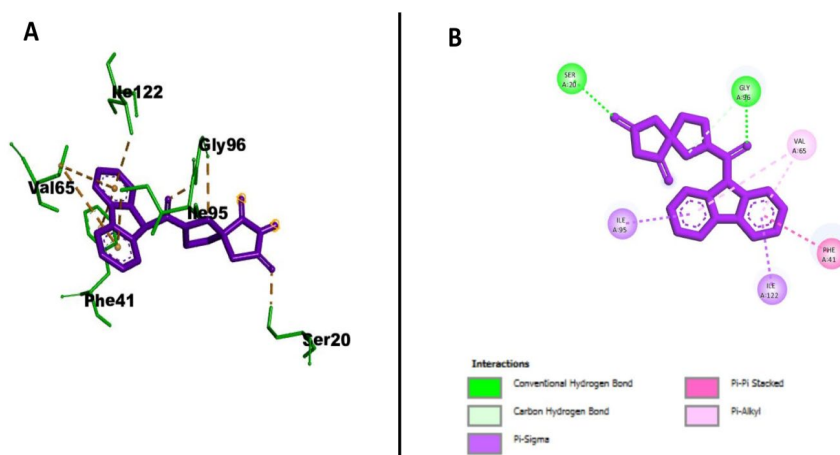 A
Ile122
Gly96
Val65
Ile95
Phe41
Ser20
B
SER
A:20
GLY
A:96
VAL
A:65
ILE
A:95
PHE
A:41
ILE
A:122
Interactions
Conventional Hydrogen Bond
Carbon Hydrogen Bond
Pi-Sigma
Pi-Pi Stacked
Pi-Alkyl